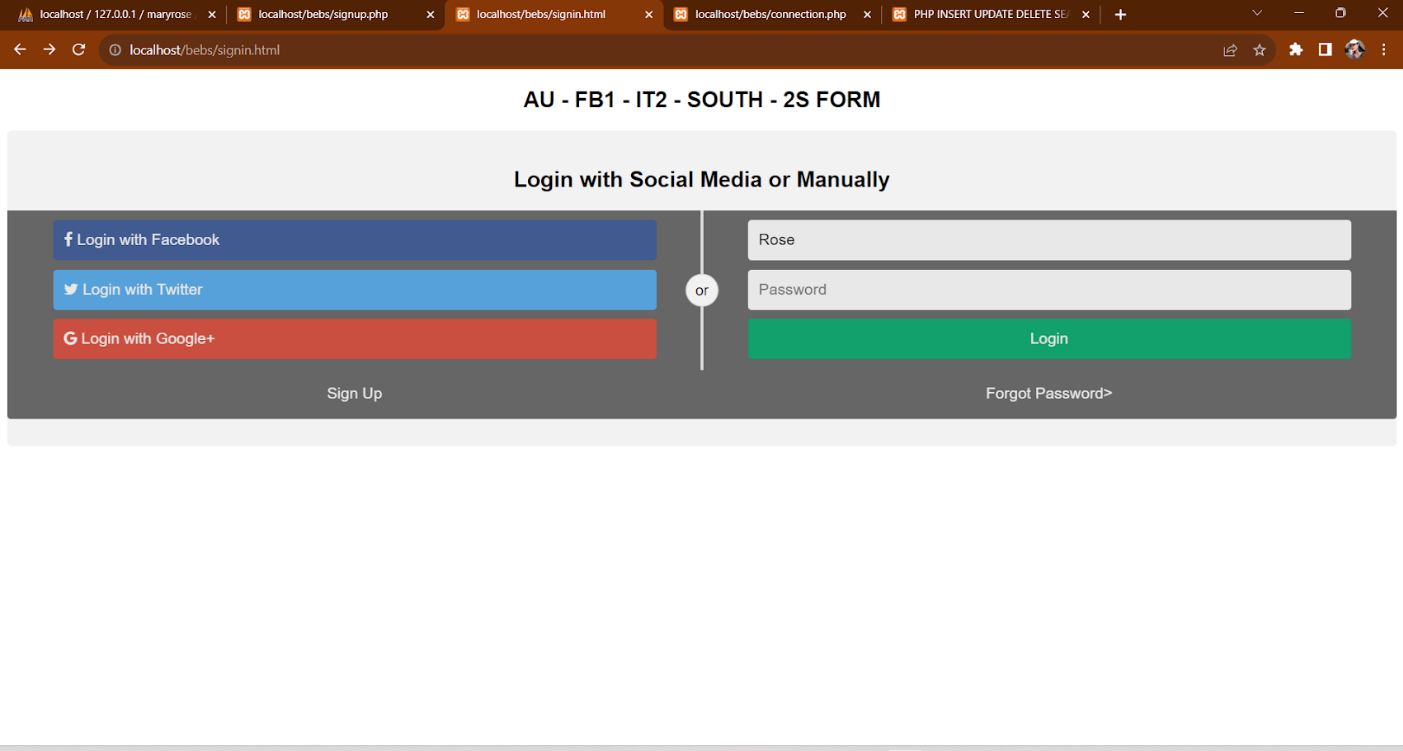 localhost / 127.0.0.1 / maryrose
localhost/bebs/signup.php
localhost/bebs/signin.html
localhost/bebs/connection.php
PHP INSERT UPDATE DELETE SEA
localhost/bebs/signin.html
AU - FB1 - IT2 - SOUTH - 2S FORM
Login with Social Media or Manually
Login with Facebook
Login with Twitter
Login with Google+
or
Rose
Password
Login
Sign Up
Forgot Password>